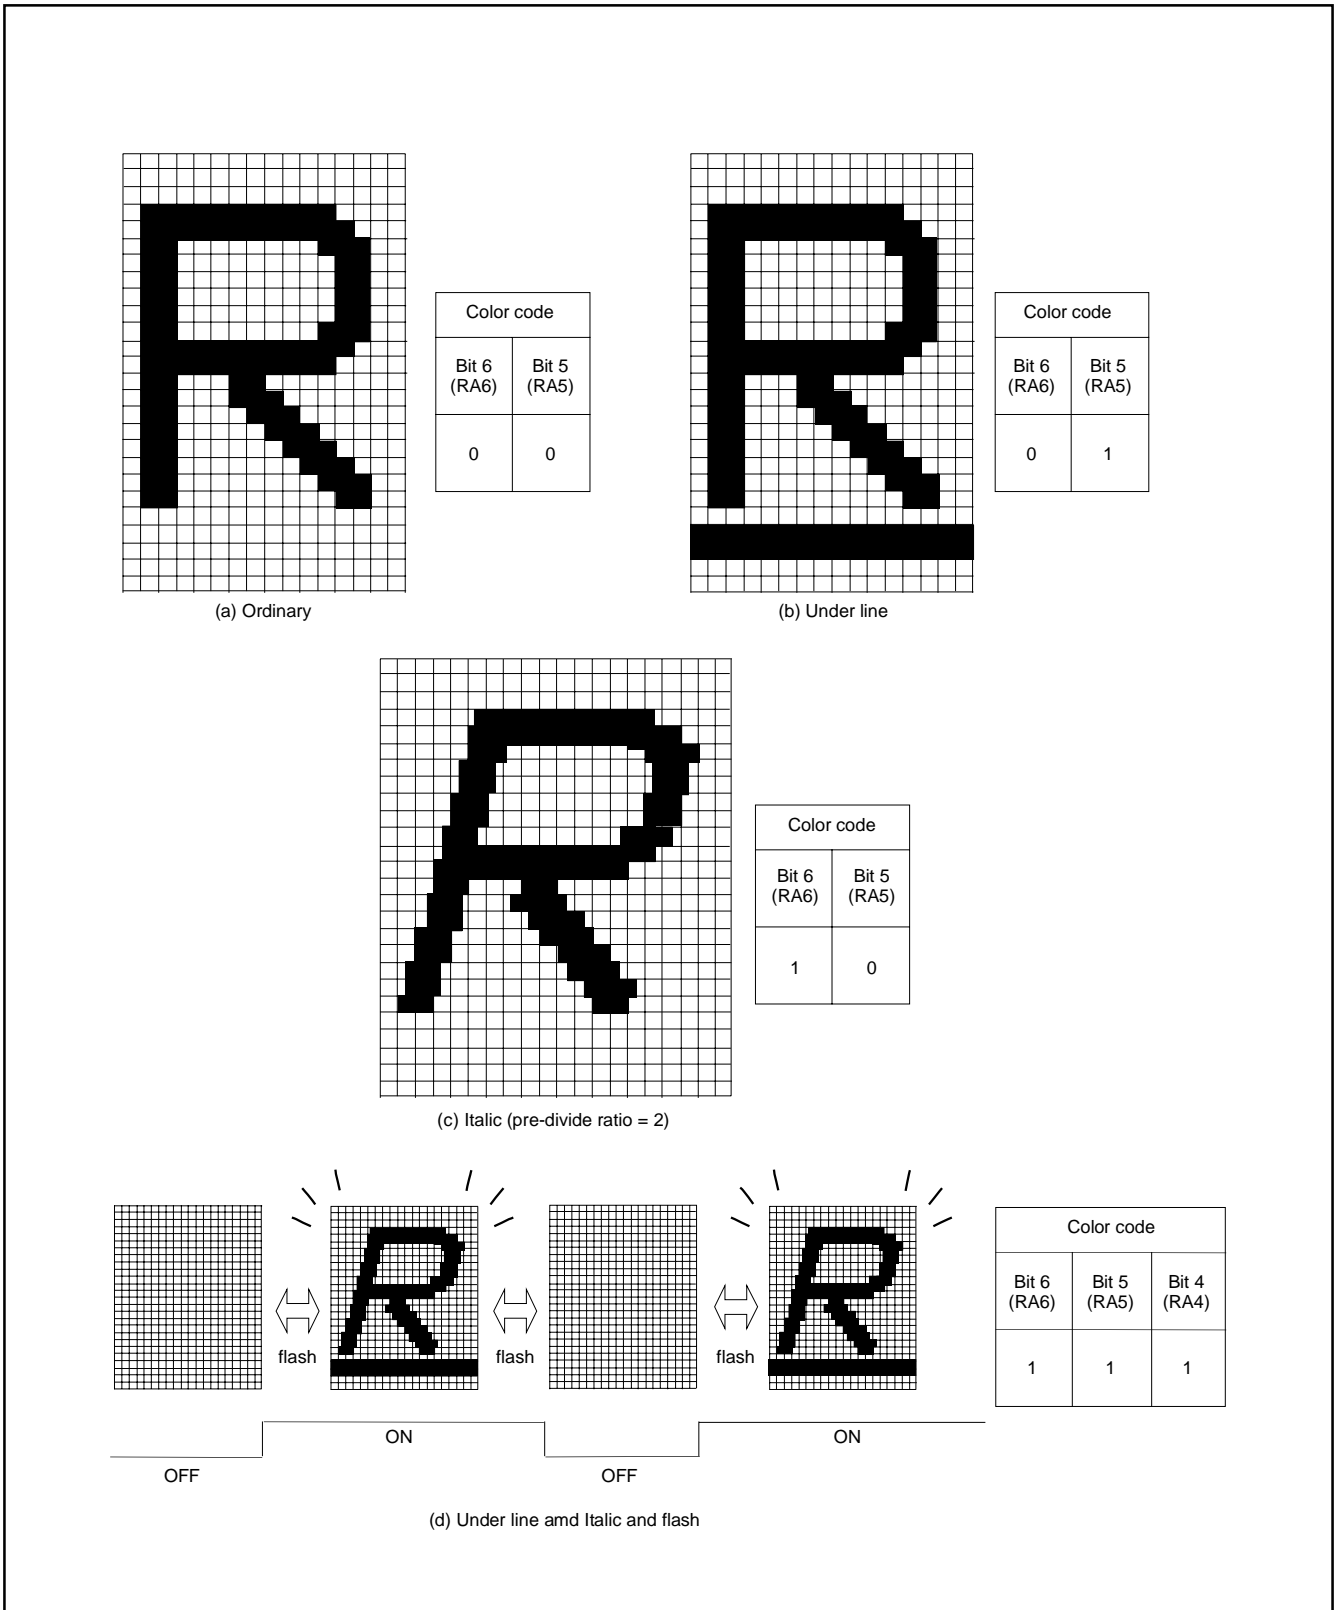 Color code
Bit 6 Bit 5
(RA6) (RA5)
0 0
(a) Ordinary
Color code
Bit 6 Bit 5
(RA6) (RA5)
0 1
(b) Under line
Color code
Bit 6 Bit 5
(RA6) (RA5)
1 0
(c) Italic (pre-divide ratio = 2)
flash flash flash
Color code
Bit 6 Bit 5 Bit 4
(RA6) (RA5) (RA4)
1 1 1
ON ON
OFF OFF
(d) Under line amd Italic and flash